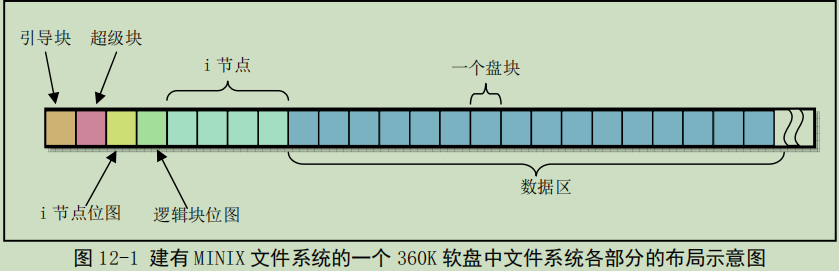 引导块 超级块
i 节点
一个盘块
数据区
i 节点位图 逻辑块位图
图 12-1 建有 MINIX 文件系统的一个 360K 软盘中文件系统各部分的布局示意图